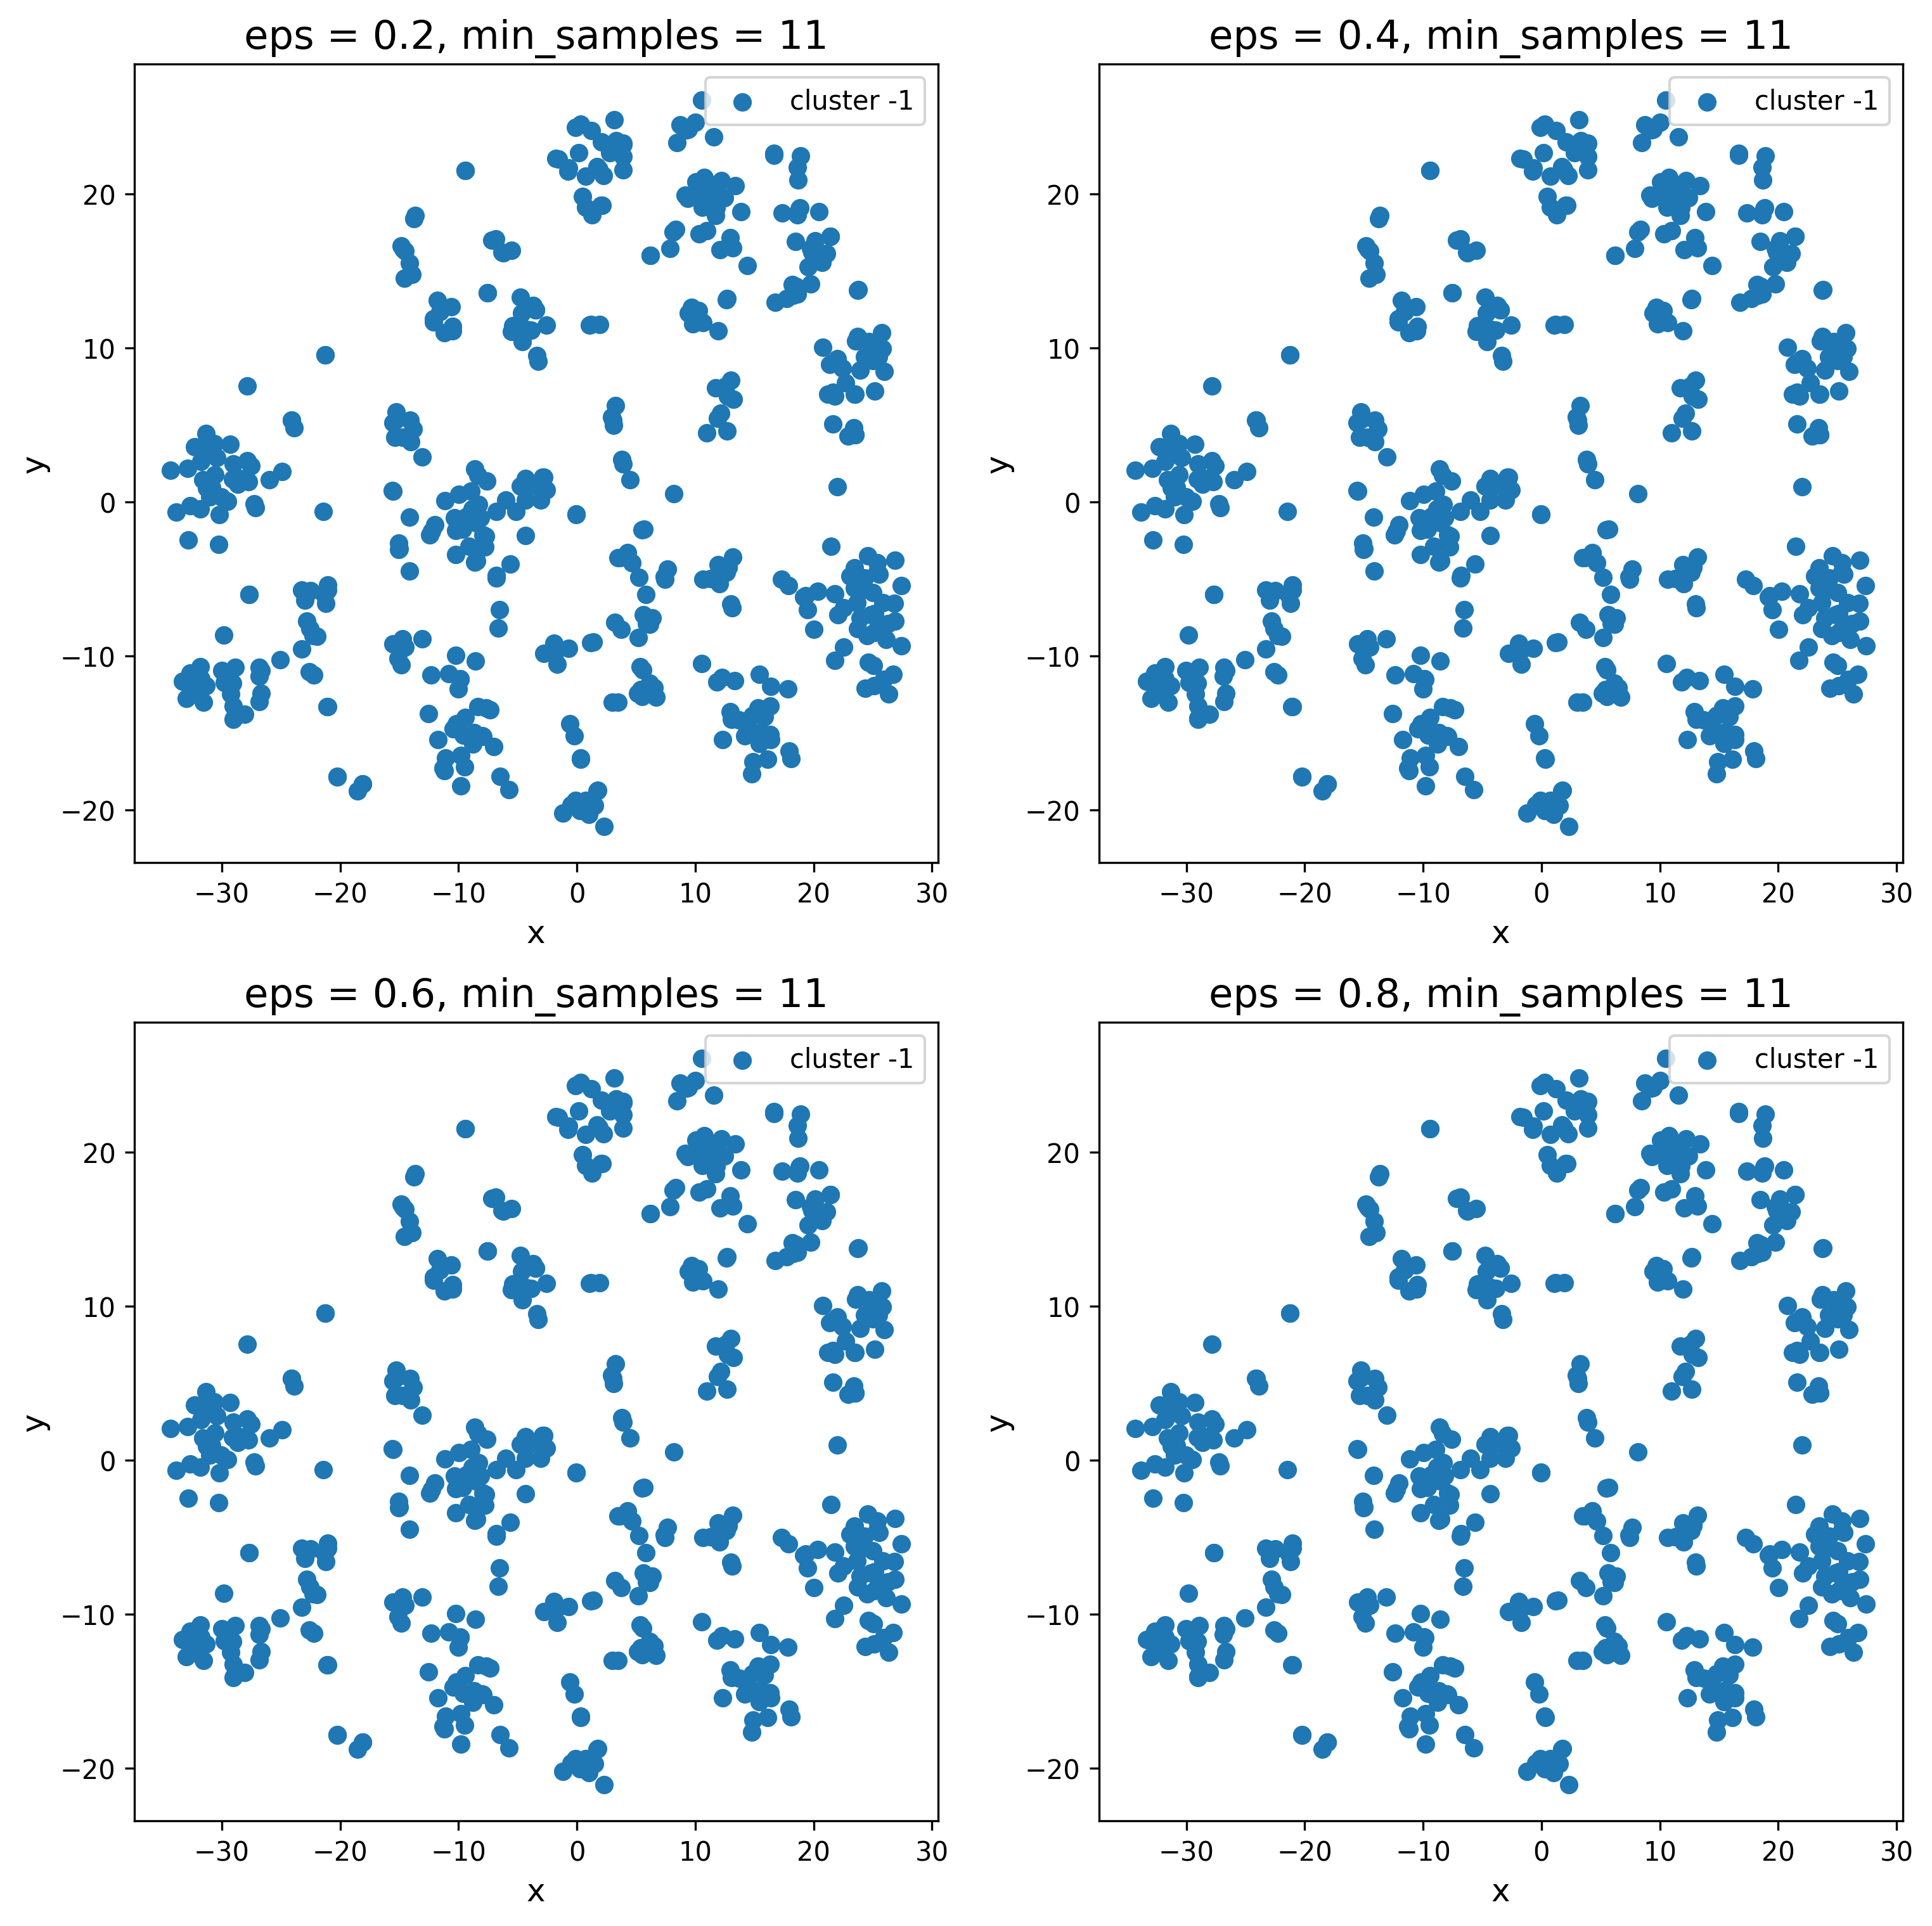 eps = 0.2, min_samples = 11
cluster -1
20
10
0
−10
−20
y
−30 −20 −10 0 10 20 30
x
eps = 0.4, min_samples = 11
cluster -1
20
10
0
−10
−20
y
−30 −20 −10 0 10 20 30
x
eps = 0.6, min_samples = 11
cluster -1
20
10
0
−10
−20
y
−30 −20 −10 0 10 20 30
x
eps = 0.8, min_samples = 11
cluster -1
20
10
0
−10
−20
y
−30 −20 −10 0 10 20 30
x